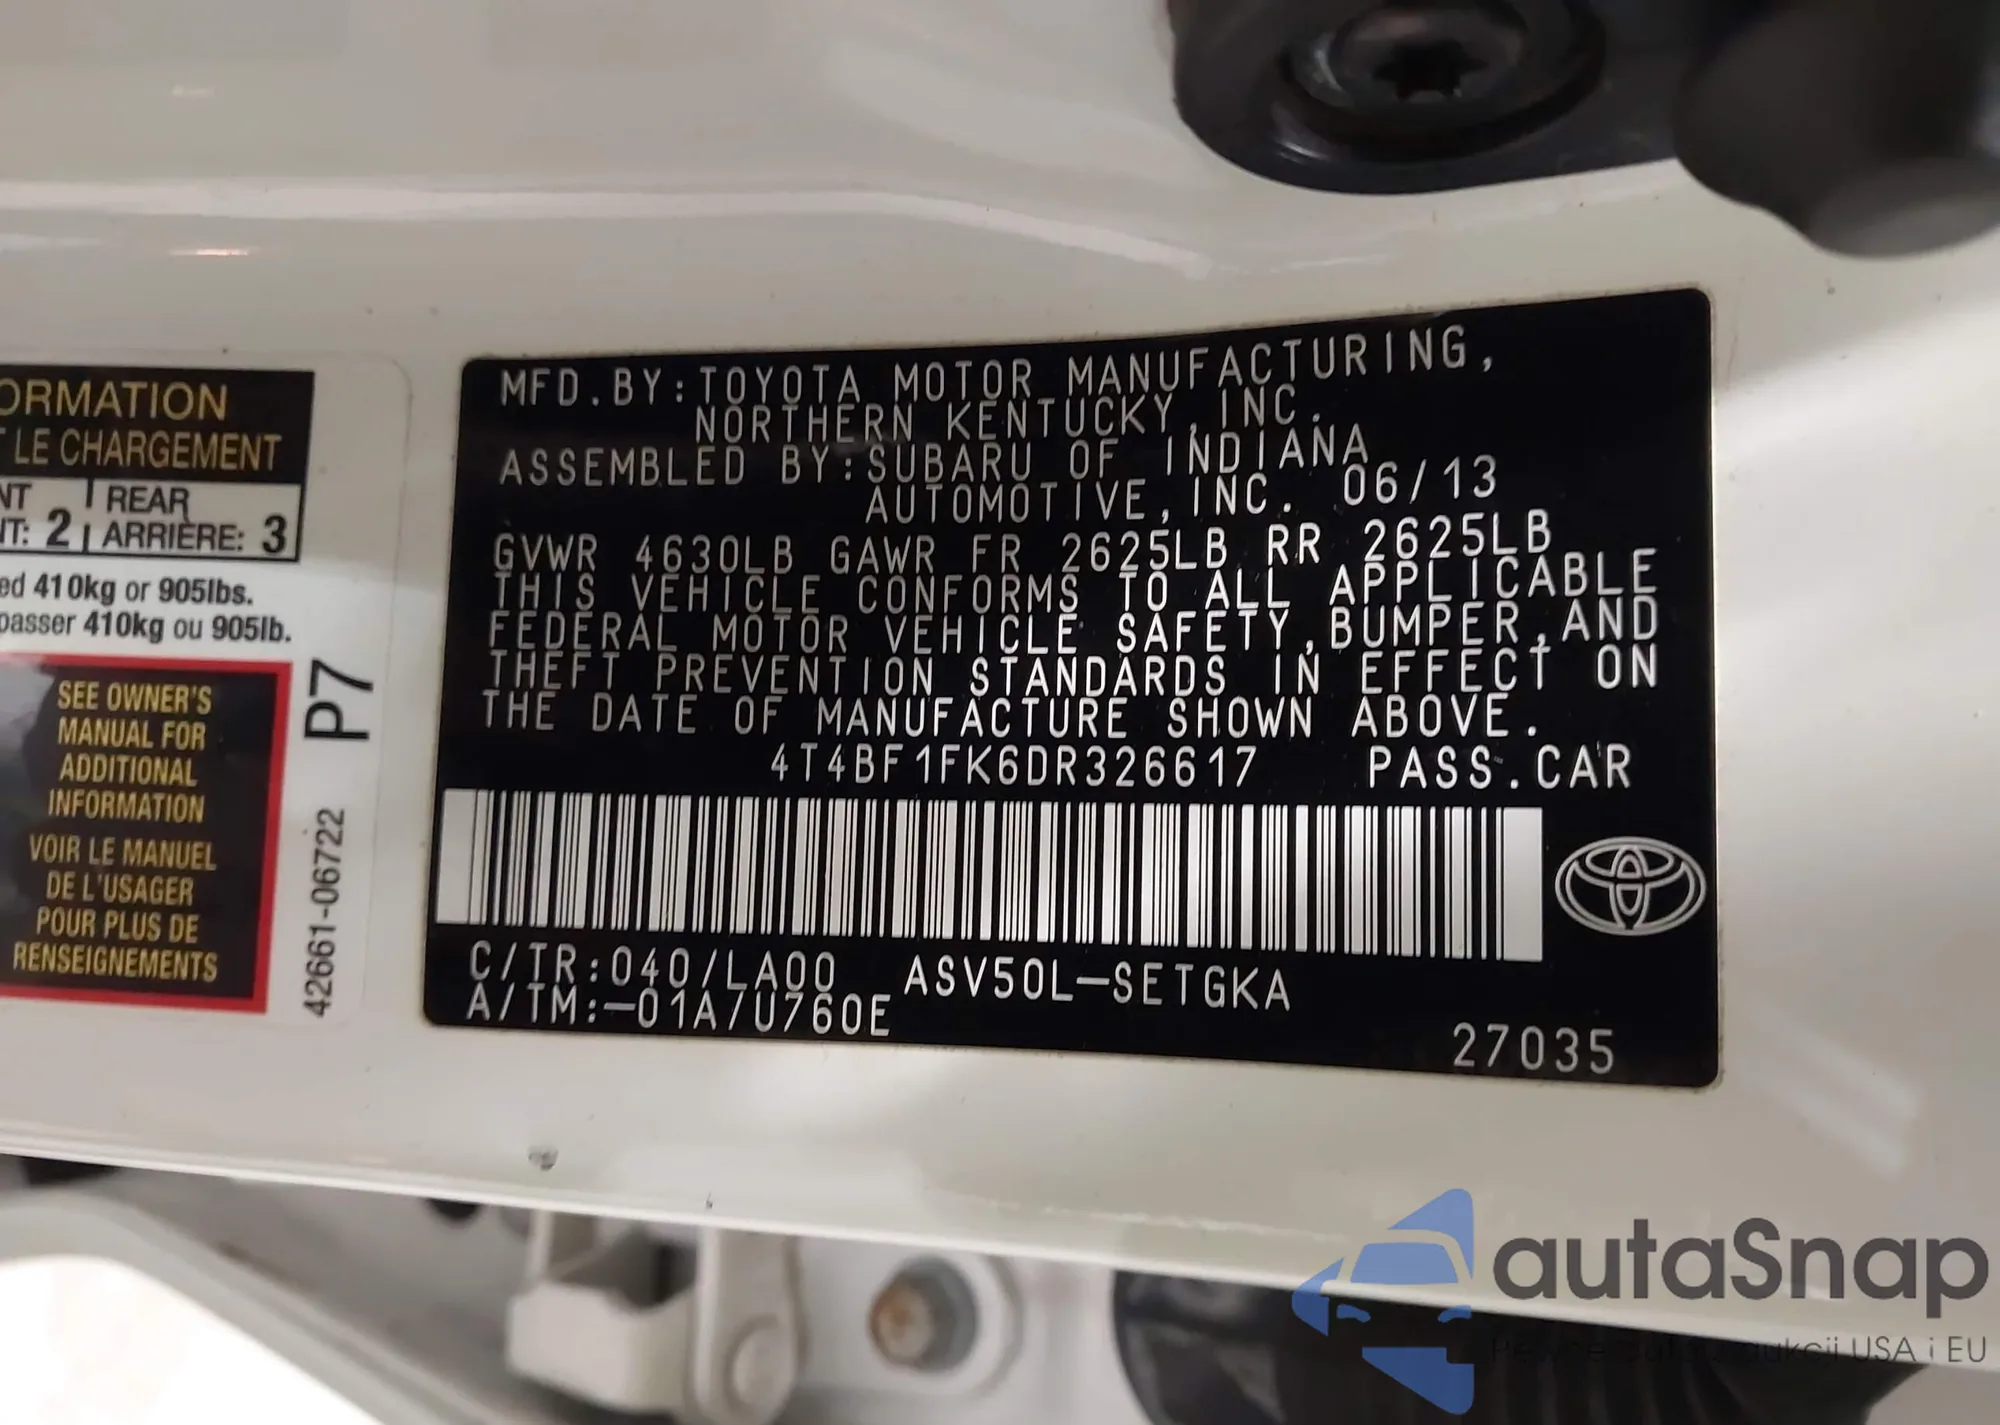 ORMATION
LE CHARGEMENT
NT REAR
T: 2 ARRIÈRE: 3
ed 410kg or 905lbs.
passer 410kg ou 905lb.
SEE OWNER'S
MANUAL FOR
ADDITIONAL
INFORMATION
VOIR LE MANUEL
DE L'USAGER
POUR PLUS DE
RENSEIGNEMENTS
P7
42661-06722
MFD.BY:TOYOTA MOTOR MANUFACTURING,
NORTHERN KENTUCKY,INC.
ASSEMBLED BY:SUBARU OF INDIANA
AUTOMOTIVE,INC. 06/13
GVWR 4630LB GAWR FR 2625LB RR 2625LB
THIS VEHICLE CONFORMS TO ALL APPLICABLE
FEDERAL MOTOR VEHICLE SAFETY,BUMPER,AND
THEFT PREVENTION STANDARDS IN EFFECT ON
THE DATE OF MANUFACTURE SHOWN ABOVE.
4T4BF1FK6DR326617 PASS.CAR
C/TR:040/LA00 ASV50L-SETGKA
A/TM:-01A/U760E
27035
autaSnap
USA i EU